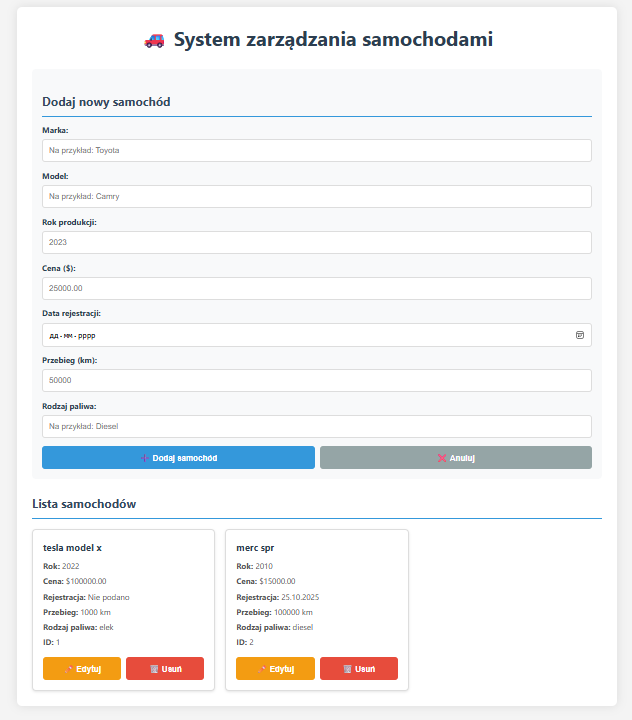 System zarządzania samochodami
Dodaj nowy samochód
Marka:
Na przykład: Toyota
Model:
Na przykład: Camry
Rok produkcji:
2023
Cena ($):
25000.00
Data rejestracji:
дд-мм-рррр
Przebieg (km):
50000
Rodzaj paliwa:
Na przykład: Diesel
Dodaj samochód
Anuluj
Lista samochodów
tesla model x
Rok: 2022
Cena: $100000.00
Rejestracja: Nie podano
Przebieg: 1000 km
Rodzaj paliwa: elek
ID: 1
Edytuj
Usuń
merc spr
Rok: 2010
Cena: $15000.00
Rejestracja: 25.10.2025
Przebieg: 100000 km
Rodzaj paliwa: diesel
ID: 2
Edytuj
Usuń